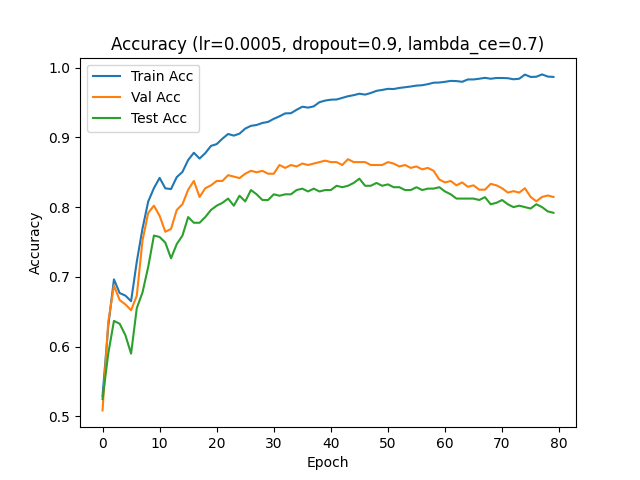 Accuracy (lr=0.0005, dropout=0.9, lambda_ce=0.7)
Train Acc
Val Acc
Test Acc
1.0
0.9
0.8
0.7
0.6
0.5
Accuracy
0 10 20 30 40 50 60 70 80
Epoch